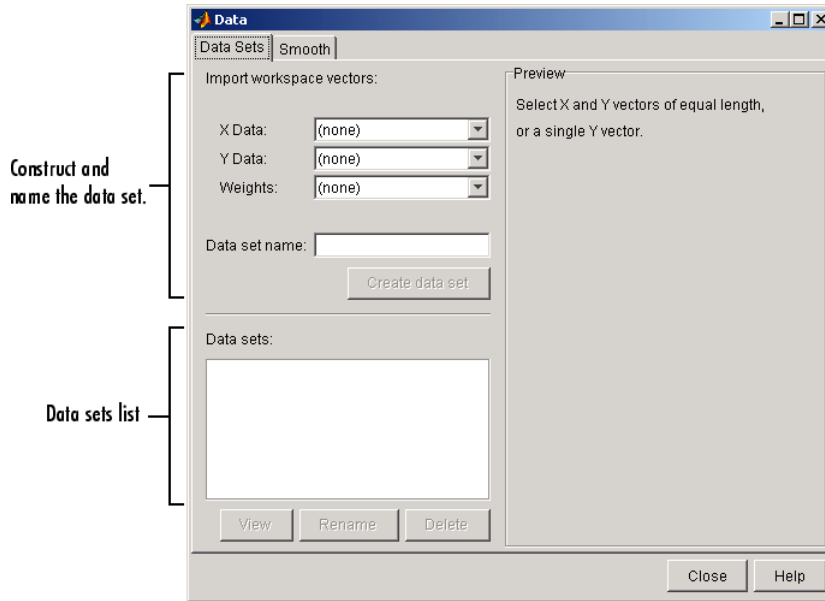 Data
Data Sets
Smooth
Import workspace vectors:
X Data:
(none)
Y Data:
(none)
Weights:
(none)
Data set name:
Create data set
Data sets:
View
Rename
Delete
Preview
Select X and Y vectors of equal length,
or a single Y vector.
Close
Help
Construct and
name the data set.
Data sets list